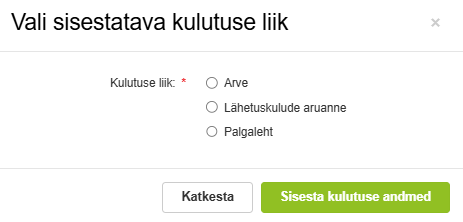 Vali sisestatava kulutuse liik ×
Kulutuse liik: * Arve
Lähetuskulude aruanne
Palgaleht
Katkesta Sisesta kulutuse andmed